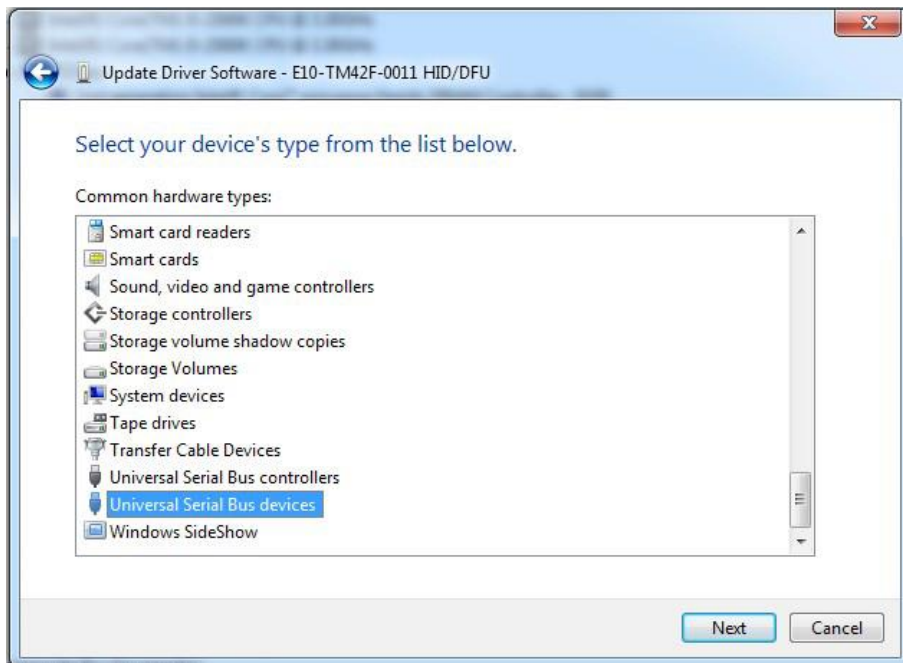 Update Driver Software - E10-TM42F-0011 HID/DFU
Select your device's type from the list below.
Common hardware types:
Smart card readers
Smart cards
Sound, video and game controllers
Storage controllers
Storage volume shadow copies
Storage Volumes
System devices
Tape drives
Transfer Cable Devices
Universal Serial Bus controllers
Universal Serial Bus devices
Windows SideShow
Next Cancel